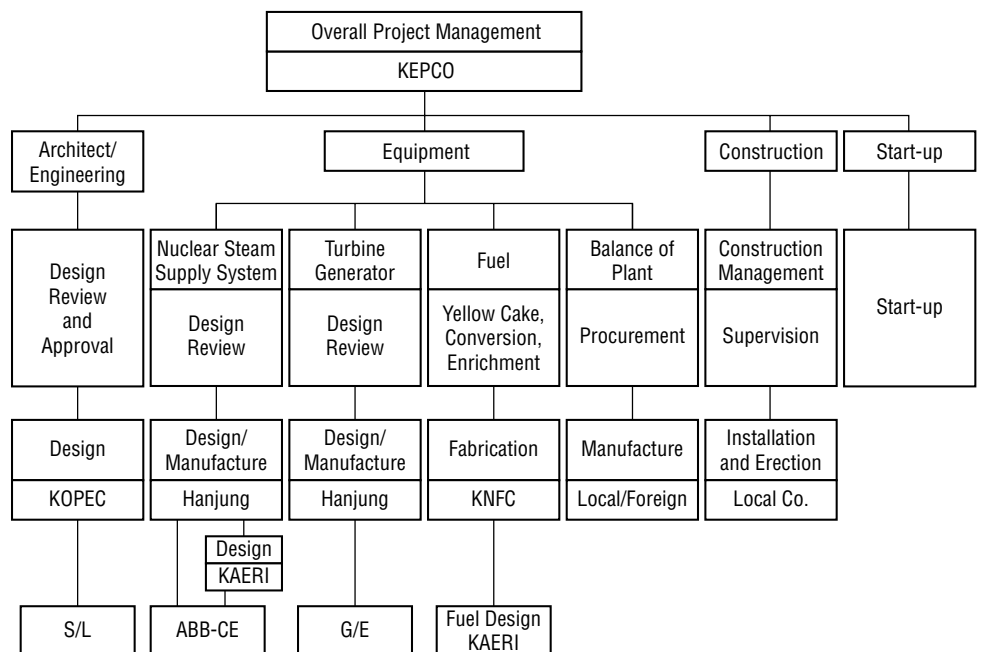 Overall Project Management
KEPCO
Architect/
Engineering
Equipment
Construction
Start-up
Design
Review
and
Approval
Nuclear Steam
Supply System
Design
Review
Turbine
Generator
Design
Review
Fuel
Yellow Cake,
Conversion,
Enrichment
Balance of
Plant
Procurement
Construction
Management
Supervision
Start-up
Design
KOPEC
Design/
Manufacture
Hanjung
Design/
Manufacture
Hanjung
Fabrication
KNFC
Manufacture
Local/Foreign
Installation
and Erection
Local Co.
Design
KAERI
S/L
ABB-CE
G/E
Fuel Design
KAERI